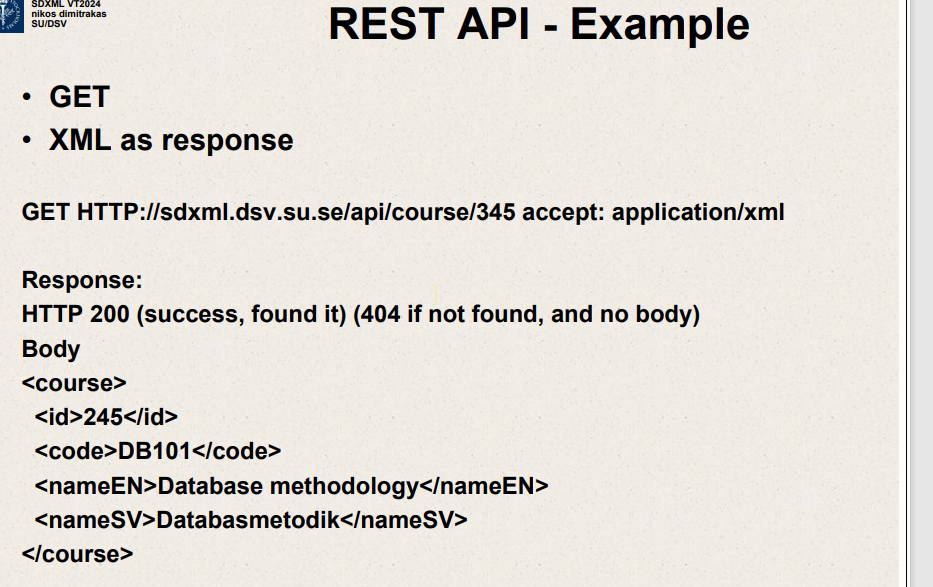 SDXML VT2024
nikos dimitrakas
SU/DSV
REST API - Example
• GET
• XML as response
GET HTTP://sdxml.dsv.su.se/api/course/345 accept: application/xml
Response:
HTTP 200 (success, found it) (404 if not found, and no body)
Body
<course>
<id>245</id>
<code>DB101</code>
<nameEN>Database methodology</nameEN>
<nameSV>Databasmetodik</nameSV>
</course>